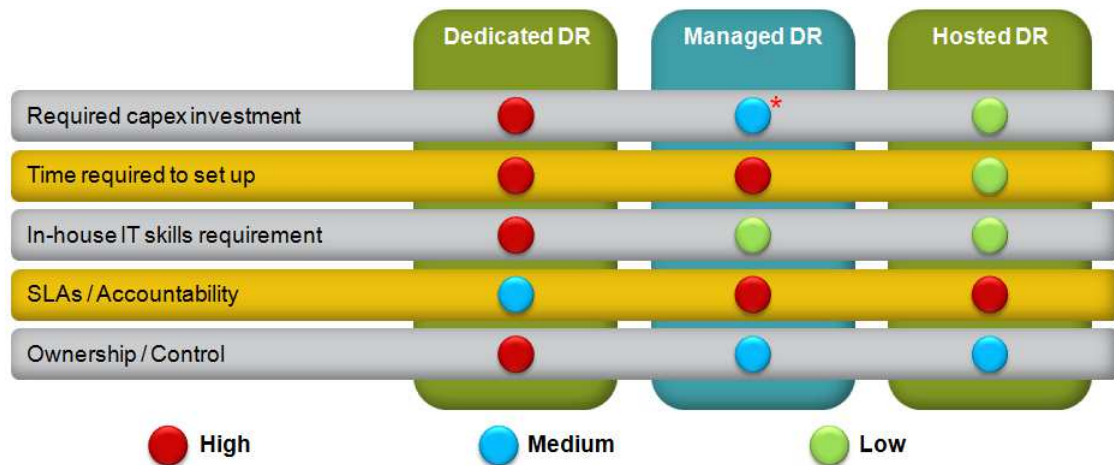 Dedicated DR Managed DR Hosted DR
Required capex investment *
Time required to set up
In-house IT skills requirement
SLAs / Accountability
Ownership / Control
High Medium Low